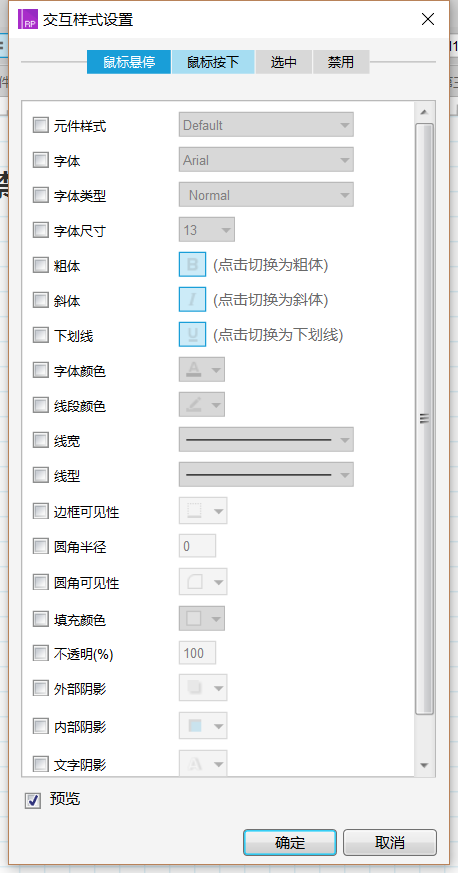 RP 交互样式设置
鼠标悬停 鼠标按下 选中 禁用
元件样式 Default
字体 Arial
字体类型 Normal
字体尺寸 13
粗体 B (点击切换为粗体)
斜体 I (点击切换为斜体)
下划线 U (点击切换为下划线)
字体颜色 A
线段颜色
线宽
线型
边框可见性
圆角半径 0
圆角可见性
填充颜色
不透明(%) 100
外部阴影
内部阴影
文字阴影 A
预览
确定 取消